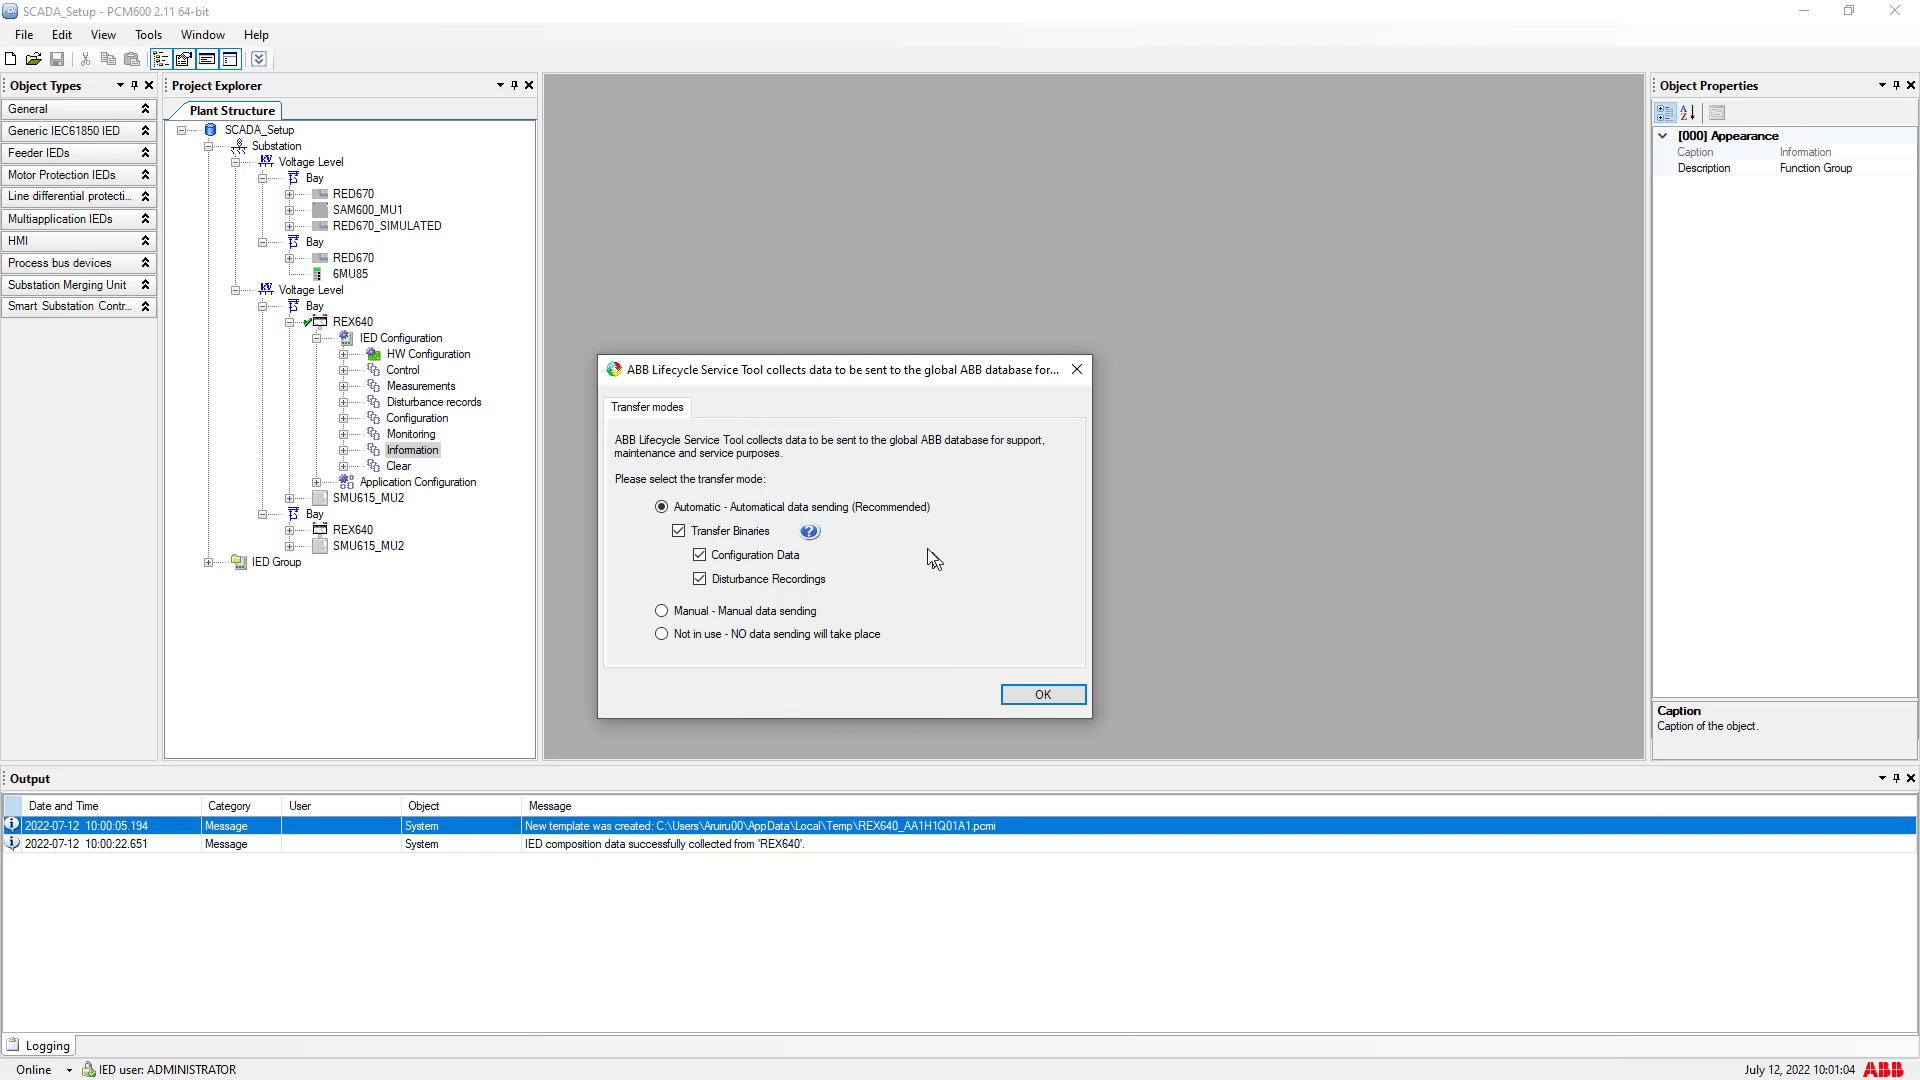 SCADA_Setup - PCM600 2.11 64-bit
File Edit View Tools Window Help
Object Types
General
Generic IEC61850 IED
Feeder IEDs
Motor Protection IEDs
Line differential protecti...
Multiapplication IEDs
HMI
Process bus devices
Substation Merging Unit
Smart Substation Contr...
Project Explorer
Plant Structure
SCADA_Setup
Substation
Voltage Level
Bay
RED670
SAM600_MU1
RED670_SIMULATED
Bay
RED670
6MU85
Voltage Level
Bay
REX640
IED Configuration
HW Configuration
Control
Measurements
Disturbance records
Configuration
Monitoring
Information
Clear
Application Configuration
SMU615_MU2
Bay
REX640
SMU615_MU2
IED Group
ABB Lifecycle Service Tool collects data to be sent to the global ABB database for...
Transfer modes
ABB Lifecycle Service Tool collects data to be sent to the global ABB database for support,
maintenance and service purposes.
Please select the transfer mode:
Automatic - Automatical data sending (Recommended)
Transfer Binaries
Configuration Data
Disturbance Recordings
Manual - Manual data sending
Not in use - NO data sending will take place
OK
Object Properties
[000] Appearance
Caption Information
Description Function Group
Caption
Caption of the object.
Output
Date and Time Category User Object Message
2022-07-12 10:00:05.194 Message System New template was created: C:\Users\Aruiru00\AppData\Local\Temp\REX640_AA1H1Q01A1.pcmi
2022-07-12 10:00:22.651 Message System IED composition data successfully collected from 'REX640'.
Logging
Online IED user: ADMINISTRATOR
July 12, 2022 10:01:04 ABB